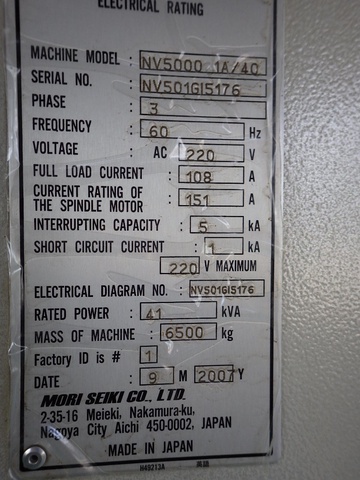 ELECTRICAL RATING
MACHINE MODEL : NV5000 1A/40
SERIAL NO. : NV501GI5176
PHASE : 3
FREQUENCY : 60 Hz
VOLTAGE : AC 220 V
FULL LOAD CURRENT : 108 A
CURRENT RATING OF
THE SPINDLE MOTOR : 151 A
INTERRUPTING CAPACITY : 5 kA
SHORT CIRCUIT CURRENT : 1 kA
220 V MAXIMUM
ELECTRICAL DIAGRAM NO. : NV501GI5176
RATED POWER : 41 kVA
MASS OF MACHINE : 6500 kg
Factory ID is # 1
DATE : 9 M 2007 Y
MORI SEIKI CO., LTD.
2-35-16 Meieki, Nakamura-ku,
Nagoya City Aichi 450-0002, JAPAN
MADE IN JAPAN
H49213A